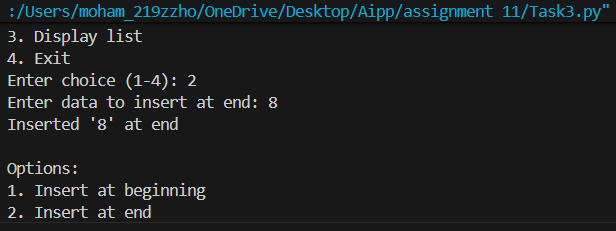 :/Users/moham_219zzho/OneDrive/Desktop/Aipp/assignment 11/Task3.py"
3. Display list
4. Exit
Enter choice (1-4): 2
Enter data to insert at end: 8
Inserted '8' at end

Options:
1. Insert at beginning
2. Insert at end